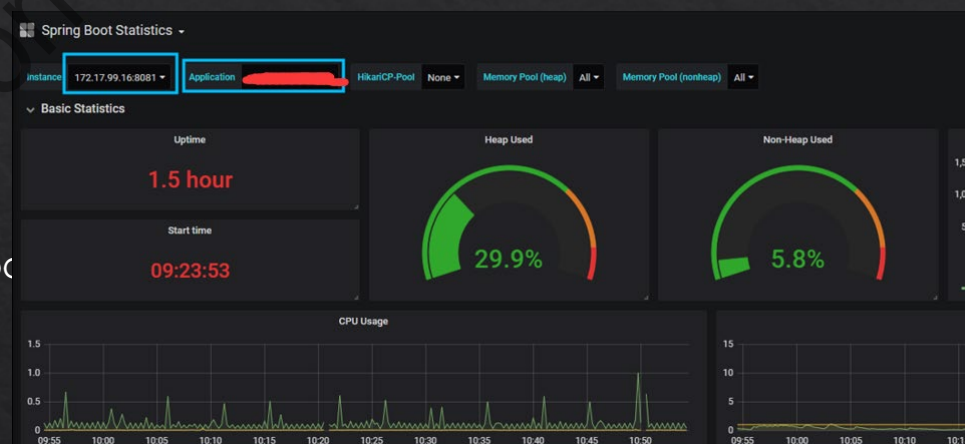 Spring Boot Statistics
Instance 172.17.99.16:8081 Application HikariCP-Pool None Memory Pool (heap) All Memory Pool (nonheap) All
Basic Statistics
Uptime
1.5 hour
Start time
09:23:53
Heap Used
29.9%
Non-Heap Used
5.8%
CPU Usage
1.5
1.0
0.5
0
09:55 10:00 10:05 10:10 10:15 10:20 10:25 10:30 10:35 10:40 10:45 10:50
15
10
5
0
09:55 10:00 10:05 10:10